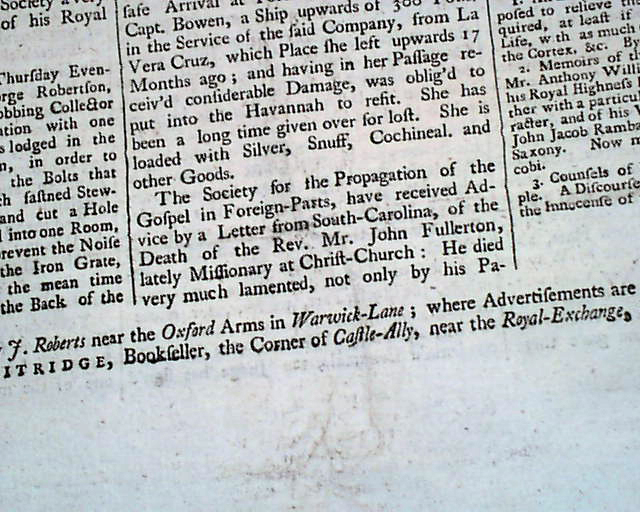 Society a very
of his Royal
Thursday Even-
orge Robertson,
obbing Collector
ation with one
s lodged in the
n, in order to
the Bolts that
ch faſtned Stew-
and cut a Hole
l into one Room,
prevent the Noiſe
the Iron Grate,
the mean time
the Back of the
ſafe Arrival at
Capt. Bowen, a Ship upwards of 300 Tons,
in the Service of the ſaid Company, from La
Vera Cruz, which Place ſhe left upwards 17
Months ago; and having in her Paſſage re-
ceiv'd conſiderable Damage, was oblig'd to
put into the Havannah to refit. She has
been a long time given over for loſt. She is
loaded with Silver, Snuff, Cochineal. and
other Goods.
The Society for the Propagation of the
Goſpel in Foreign-Parts, have received Ad-
vice by a Letter from South-Carolina, of the
Death of the Rev. Mr. John Fullerton,
lately Miſſionary at Chriſt-Church: He died
very much lamented, not only by his Pa-
poſed to relieve th
quired, at leaſt if
Life, with as much
the Cortex, &c. By
2. Memoirs of th
Mr. Anthony Willi
his Royal Highneſs
ther with a particul
racter, and of his
John Jacob Ramb
Saxony. Now
cobi.
3. Counſels of
ple. A Diſcourſe
the Innocenſe of
J. Roberts near the Oxford Arms in Warwick-Lane; where Advertiſements are
ITRIDGE, Bookſeller, the Corner of Caſtle-Ally, near the Royal-Exchange,